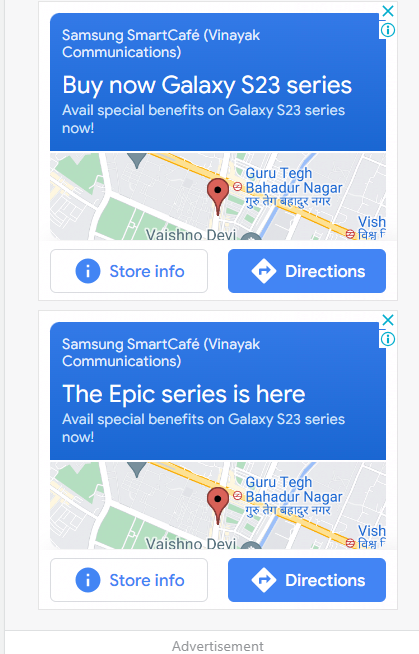 Samsung SmartCafé (Vinayak
Communications)
Buy now Galaxy S23 series
Avail special benefits on Galaxy S23 series
now!
Guru Tegh
Bahadur Nagar
गुरु तेग बहादुर नगर
Vaishno Devi
Vish
विश्व
Store info
Directions
Samsung SmartCafé (Vinayak
Communications)
The Epic series is here
Avail special benefits on Galaxy S23 series
now!
Guru Tegh
Bahadur Nagar
गुरु तेग बहादुर नगर
Vaishno Devi
Vish
विश्व
Store info
Directions
Advertisement